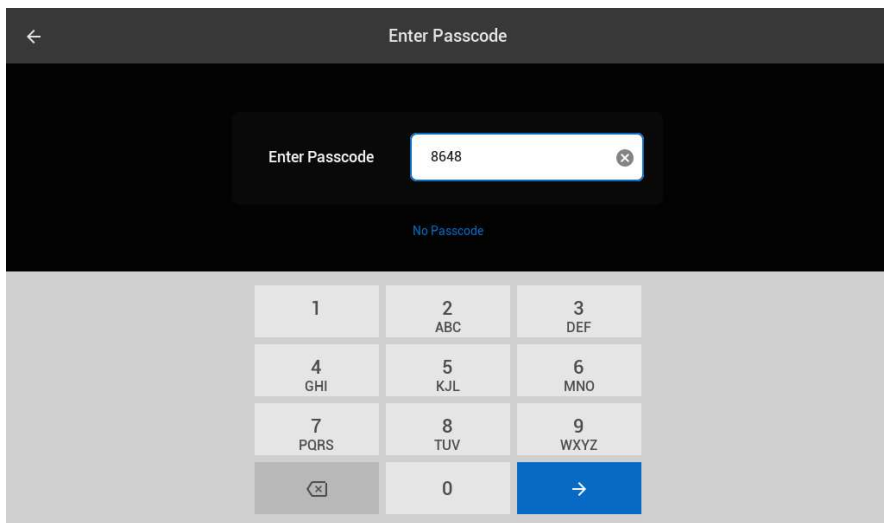 Enter Passcode
Enter Passcode
8648
No Passcode
1
2
3
ABC
DEF
4
5
6
GHI
KJL
MNO
7
8
9
PQRS
TUV
WXYZ
0